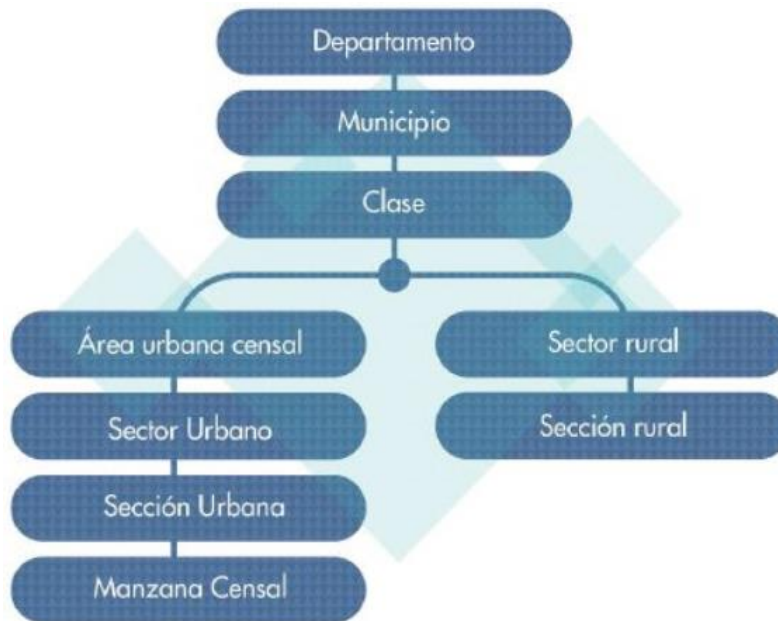 Departamento
Municipio
Clase
Área urbana censal
Sector Urbano
Sección Urbana
Manzana Censal
Sector rural
Sección rural